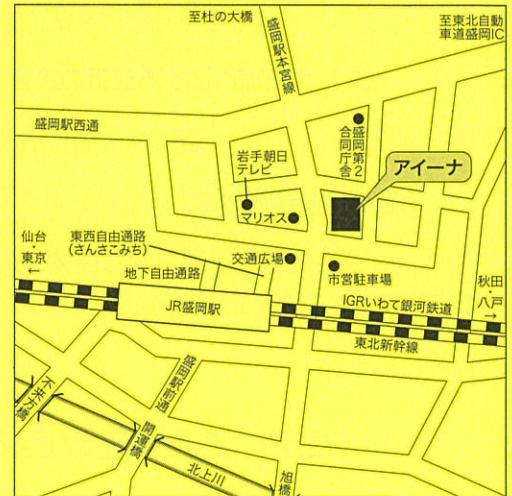 至杜の大橋
至東北自動
車道盛岡IC
盛岡駅本宮線
盛岡駅西通
盛岡第2
合同庁舎
岩手朝日
テレビ
アイーナ
マリオス
仙台・東京
←
東西自由通路
(さんさこみち)
地下自由通路
交通広場
市営駐車場
秋田・八戸
→
IGRいわて銀河鉄道
JR盛岡駅
東北新幹線
盛岡駅前通
不来方橋
開運橋
北上川
旭橋